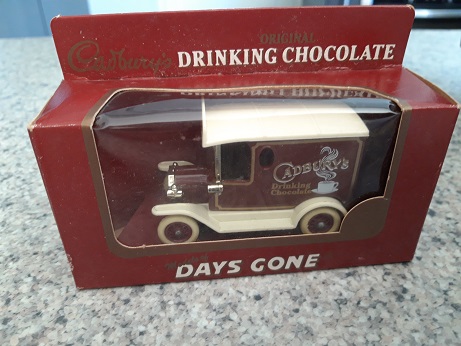 ORIGINAL
Cadbury's DRINKING CHOCOLATE
CADBURY'S
Drinking
Chocolate
DAYS GONE